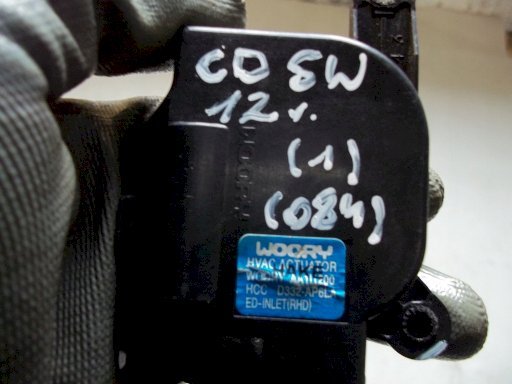 CD SW
12 r.
(1)
(084)
WOORY
HVAC ACTUATOR
HCC D332-AP6LA
ED-INLET(RHD)